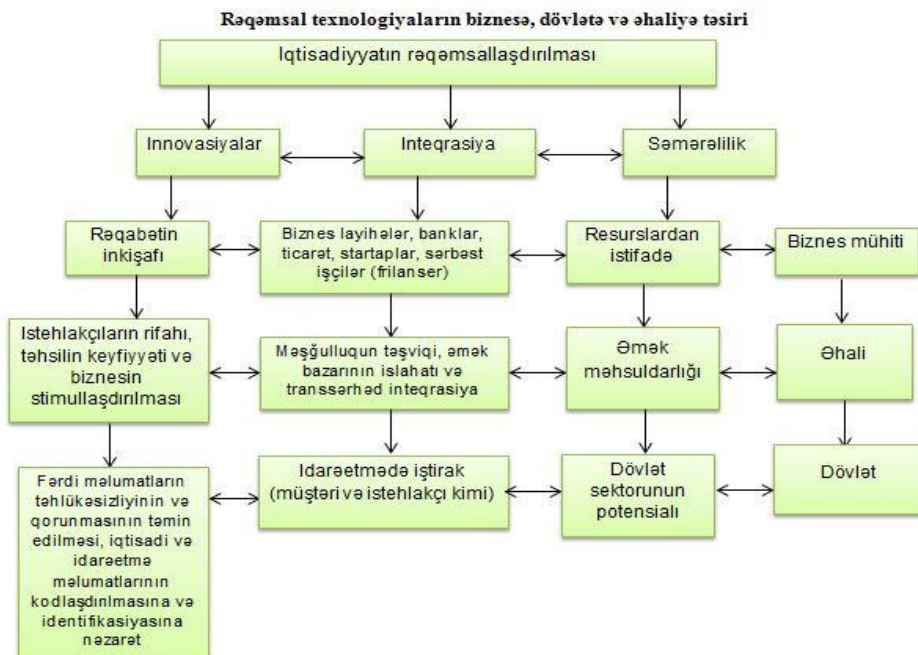 Rəqəmsal texnologiyaların biznesə, dövlətə və əhaliyə təsiri
Iqtisadiyyatın rəqəmsallaşdırılması
Innovasiyalar
Inteqrasiya
Səmərəlilik
Rəqabətin
inkişafı
Biznes layihələr, banklar,
ticarət, startaplar, sərbəst
işçilər (frilanser)
Resurslardan
istifadə
Biznes mühiti
Istehlakçıların rifahı,
təhsilin keyfiyyəti və
biznesin
stimullaşdırılması
Məşğulluqun təşviqi, əmək
bazarının islahatı və
transsərhəd inteqrasiya
Əmək
məhsuldarlığı
Əhali
Fərdi məlumatların
təhlükəsizliyinin və
qorunmasının təmin
edilməsi, iqtisadi və
idarəetmə
məlumatlarının
kodlaşdırılmasına və
identifikasiyasına
nəzarət
Idarəetmədə iştirak
(müştəri və istehlakçı kimi)
Dövlət
sektorunun
potensialı
Dövlət